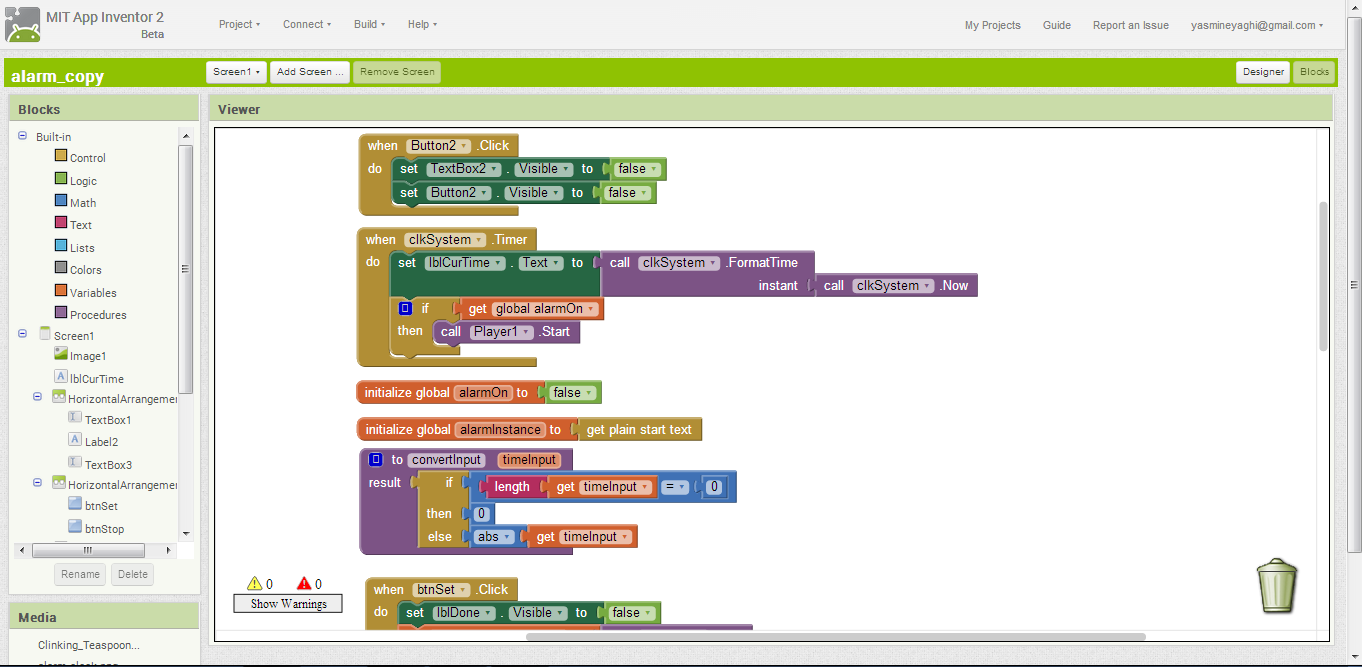 MIT App Inventor 2
Beta
Project Connect Build Help
My Projects Guide Report an Issue yasmineyaghi@gmail.com
alarm_copy
Screen1 Add Screen ... Remove Screen
Designer Blocks
Blocks
Built-in
Control
Logic
Math
Text
Lists
Colors
Variables
Procedures
Screen1
Image1
lblCurTime
HorizontalArrangemer
TextBox1
Label2
TextBox3
HorizontalArrangemer
btnSet
btnStop
Rename Delete
Media
Clinking_Teaspoon...
Viewer
when Button2 .Click
do set TextBox2 . Visible to false
set Button2 . Visible to false
when clkSystem .Timer
do set lblCurTime . Text to call clkSystem .FormatTime
instant call clkSystem .Now
if get global alarmOn
then call Player1 .Start
initialize global alarmOn to false
initialize global alarmInstance to get plain start text
to convertInput timeInput
result if length get timeInput = 0
then 0
else abs get timeInput
when btnSet .Click
do set lblDone . Visible to false
0 0
Show Warnings